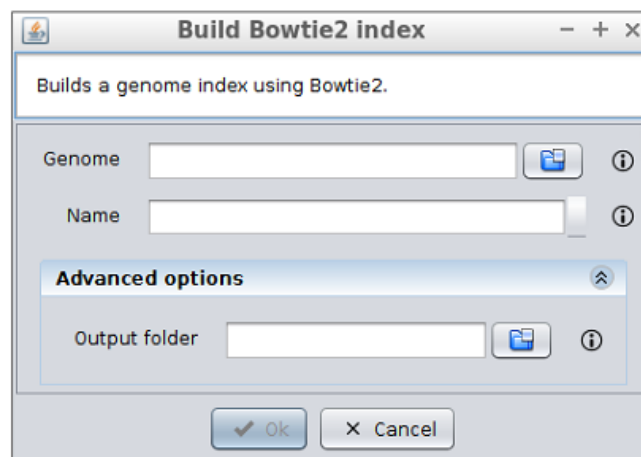 Build Bowtie2 index
Builds a genome index using Bowtie2.
Genome
Name
Advanced options
Output folder
Ok Cancel